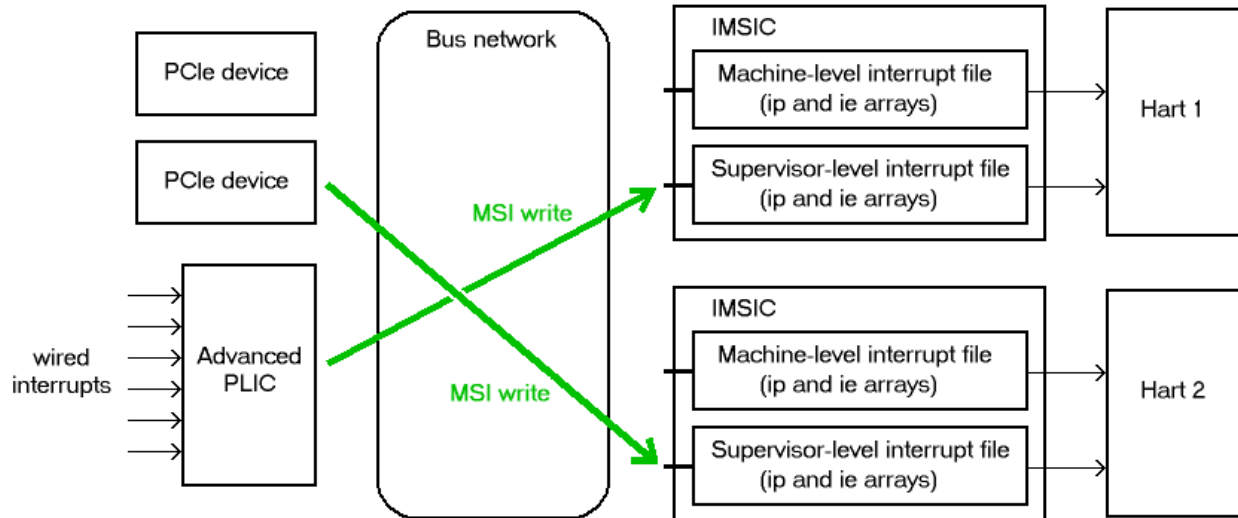 PCIe device
PCIe device
wired
interrupts
Advanced
PLIC
Bus network
MSI write
MSI write
IMSIC
Machine-level interrupt file
(ip and ie arrays)
Supervisor-level interrupt file
(ip and ie arrays)
Hart 1
IMSIC
Machine-level interrupt file
(ip and ie arrays)
Supervisor-level interrupt file
(ip and ie arrays)
Hart 2